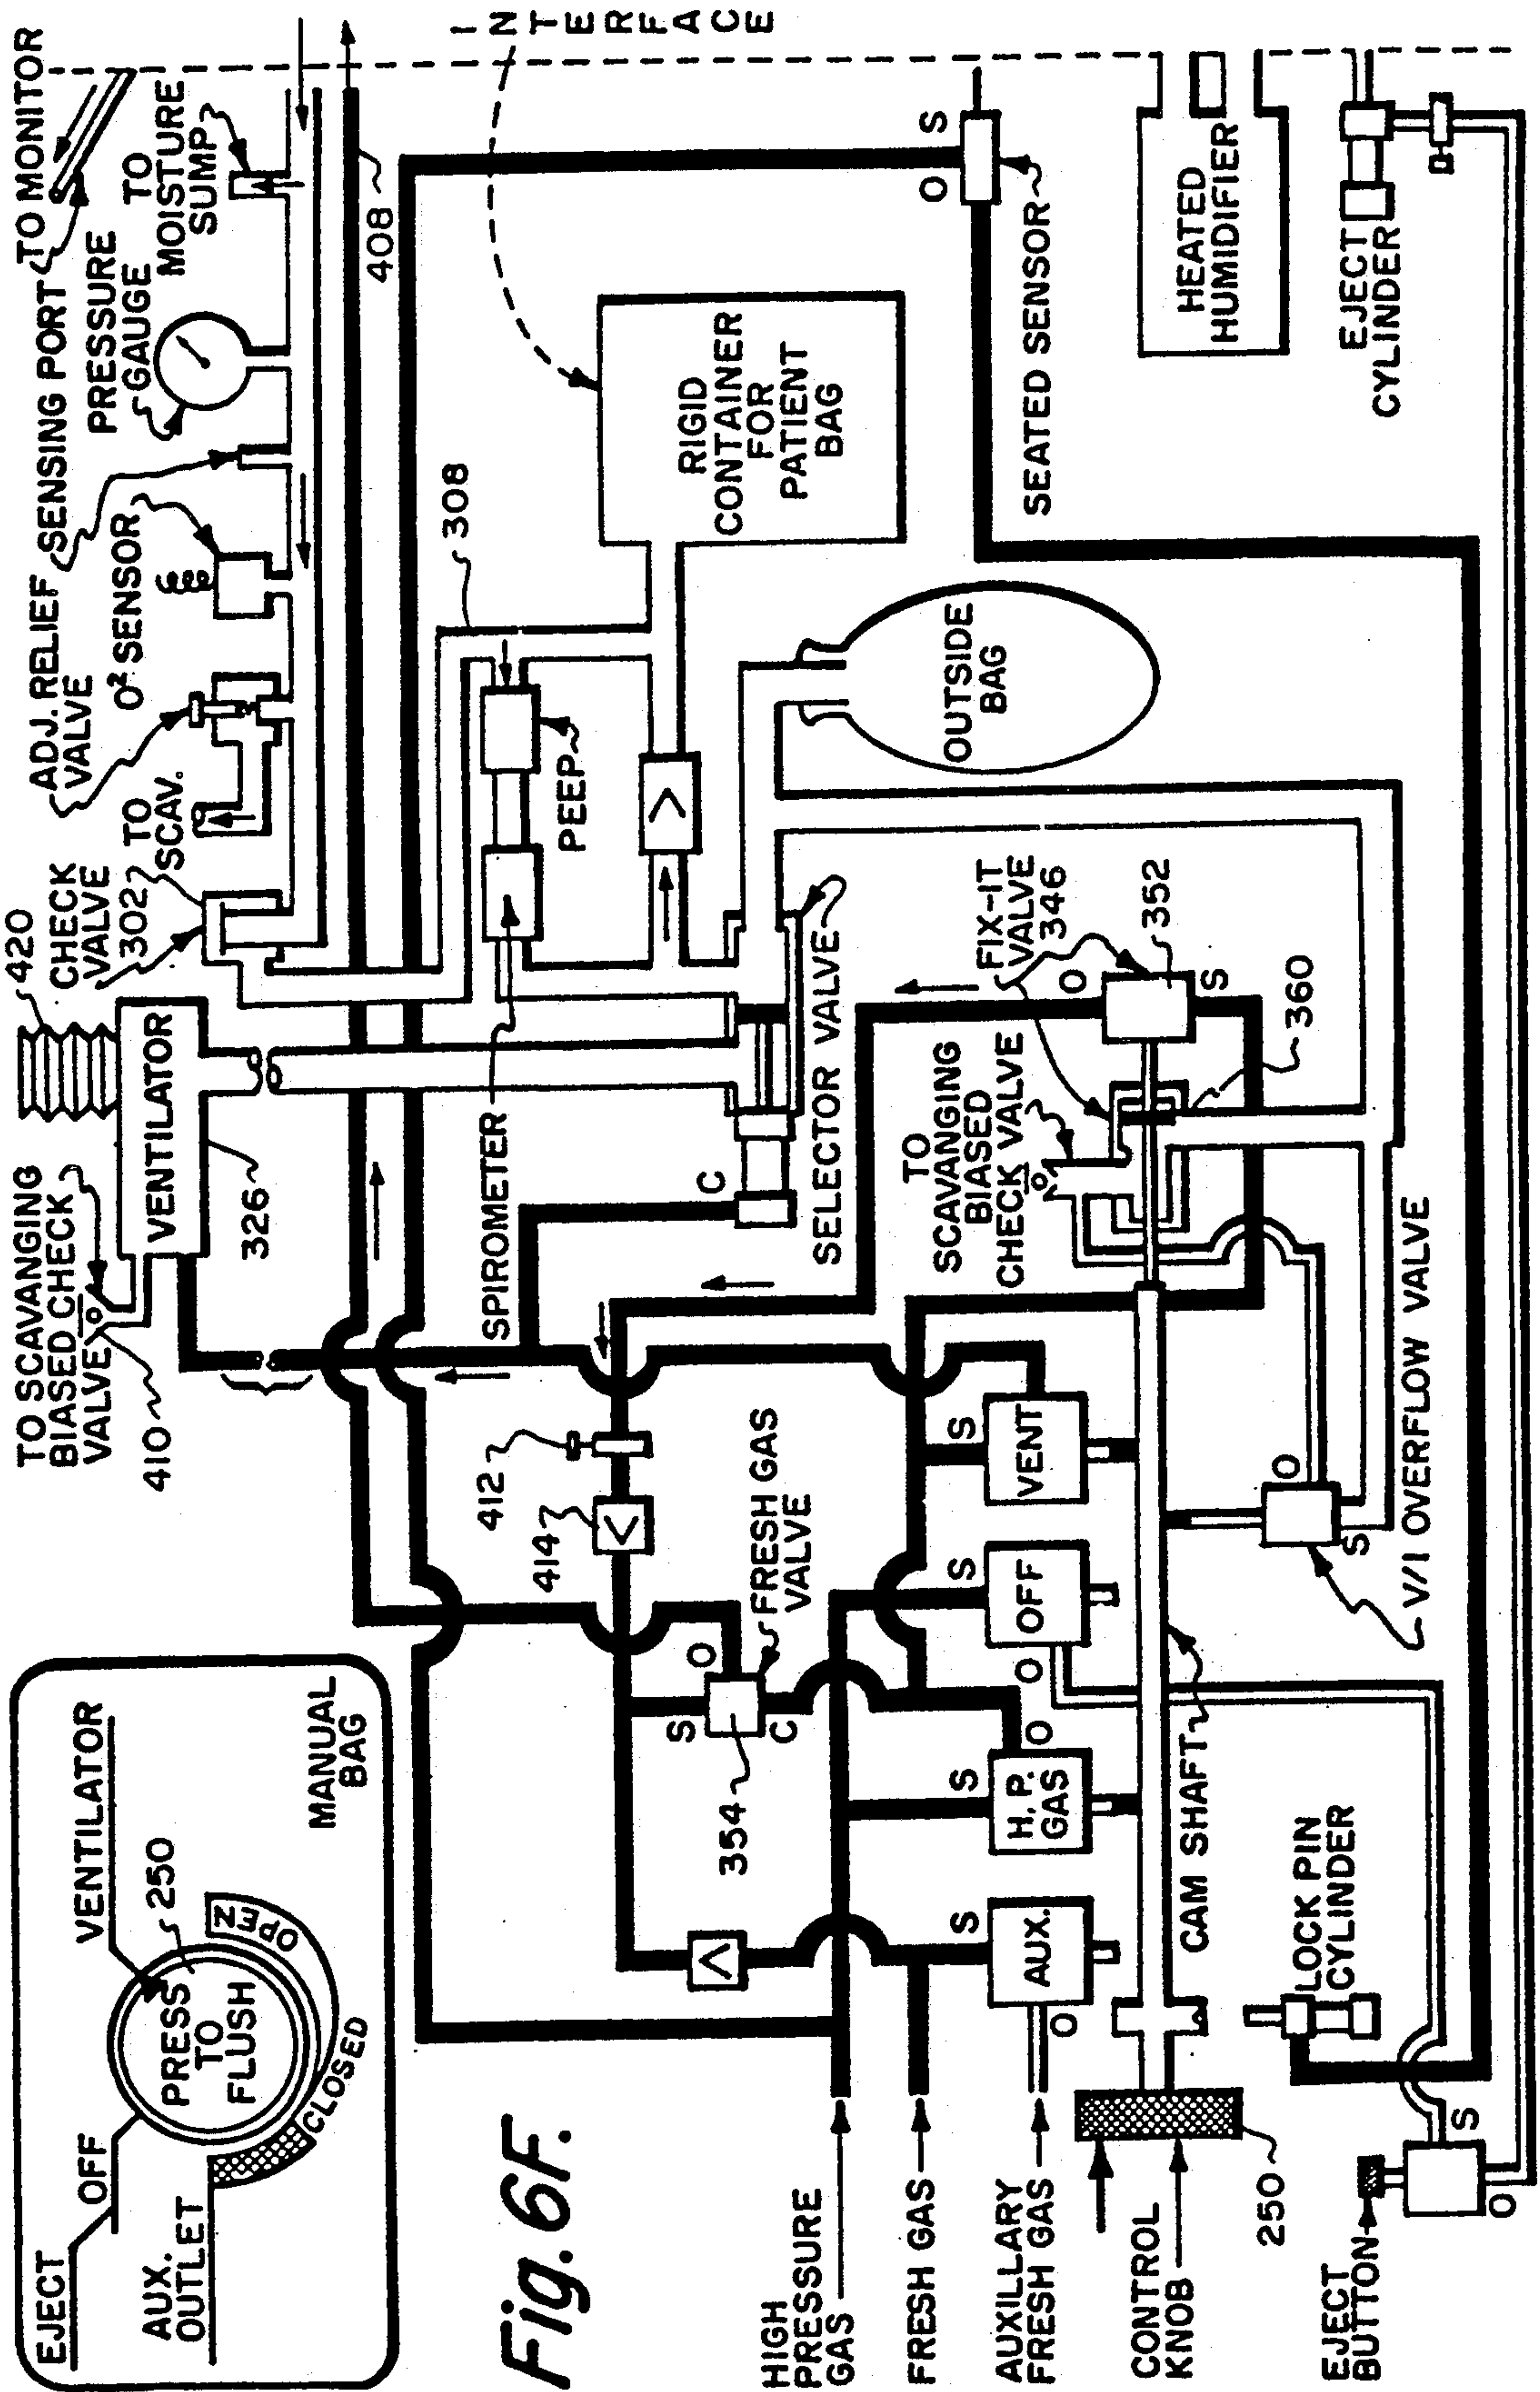 EJECT
OFF
VENTILATOR
AUX.
OUTLET
PRESS
TO
FLUSH
250
CLOSED
OPEN
MANUAL
BAG
Fig. 6F.
TO SCAVANGING
BIASED CHECK
VALVE
410
420
VENTILATOR
326
CHECK
VALVE
302
TO
SCAV.
ADJ. RELIEF
VALVE
O² SENSOR
SENSING PORT
PRESSURE
GAUGE
TO MONITOR
TO
MOISTURE
SUMP
408
INTERFACE
308
SPIROMETER
PEEP
RIGID
CONTAINER
FOR
PATIENT
BAG
412
414
FRESH GAS
VALVE
S
O
C
354
C
SELECTOR VALVE
OUTSIDE
BAG
O
S
SEATED SENSOR
HIGH
PRESSURE
GAS
FRESH GAS
AUXILLARY
FRESH GAS
CONTROL
KNOB
250
S
AUX.
O
S
H.P.
GAS
O
S
OFF
O
S
VENT
TO
SCAVANGING
BIASED
CHECK VALVE
FIX-IT
VALVE
346
O
352
S
360
CAM SHAFT
O
S
V/I OVERFLOW VALVE
LOCK PIN
CYLINDER
EJECT
BUTTON
S
O
HEATED
HUMIDIFIER
EJECT
CYLINDER